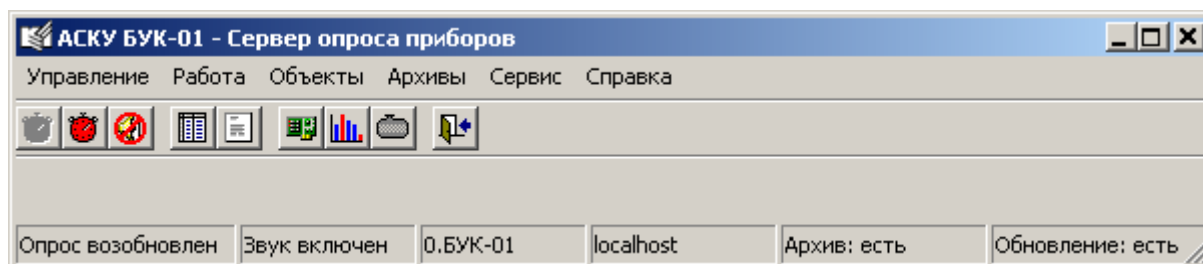 АСКУ БУК-01 - Сервер опроса приборов
Управление Работа Объекты Архивы Сервис Справка
Опрос возобновлен Звук включен 0.БУК-01 localhost Архив: есть Обновление: есть